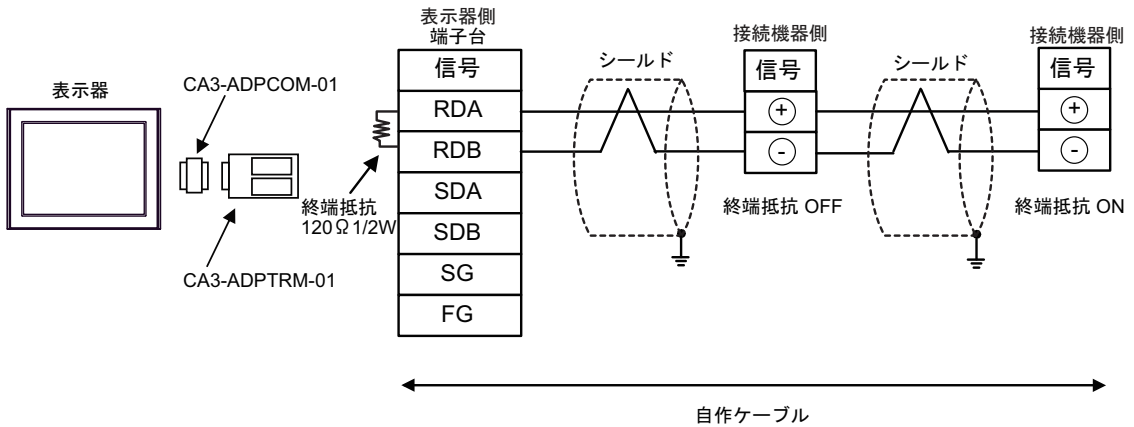 表示器
CA3-ADPCOM-01
CA3-ADPTRM-01
終端抵抗
120Ω1/2W
表示器側
端子台
信号
RDA
RDB
SDA
SDB
SG
FG
シールド
接続機器側
信号
+
-
終端抵抗 OFF
シールド
接続機器側
信号
+
-
終端抵抗 ON
自作ケーブル